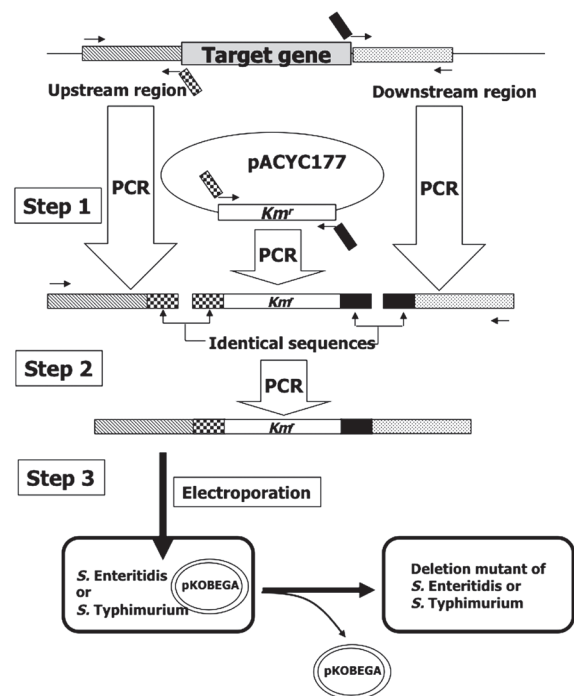 Target gene
Upstream region
Downstream region
pACYC177
PCR
PCR
Step 1
Kmr
PCR
Kmr
Identical sequences
Step 2
PCR
Kmr
Step 3
Electroporation
S. Enteritidis
or
S. Typhimurium
pKOBEGA
Deletion mutant of
S. Enteritidis or
S. Typhimurium
pKOBEGA